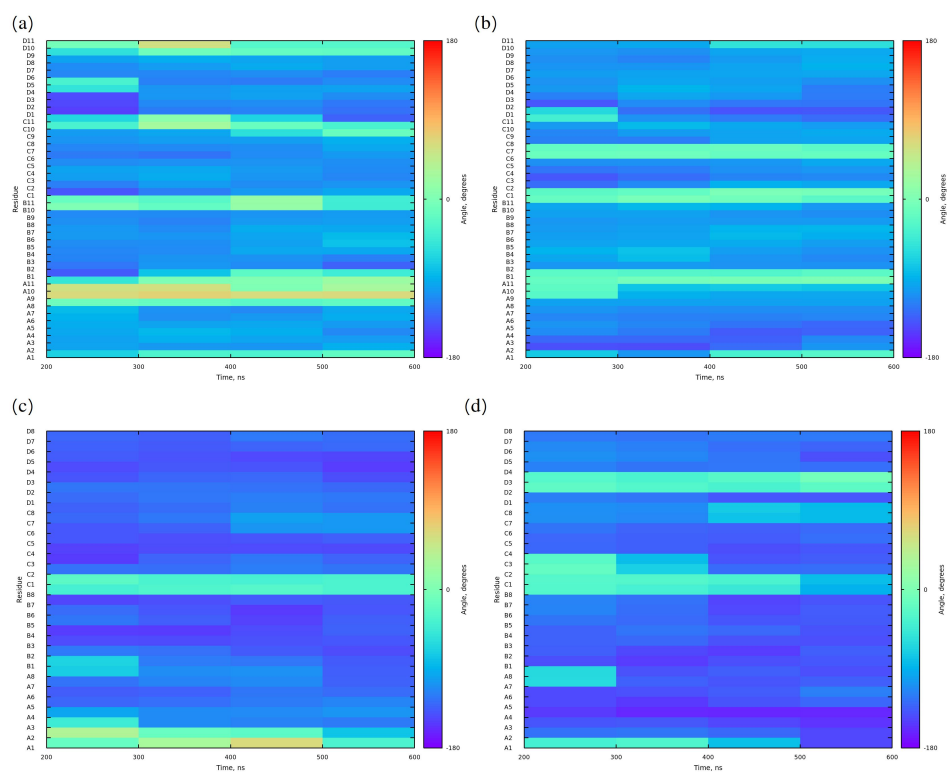 (a)
D11
D10
D9
D8
D7
D6
D5
D4
D3
D2
D1
C11
C10
C9
C8
C7
C6
C5
C4
C3
C2
C1
B11
B10
B9
B8
B7
B6
B5
B4
B3
B2
B1
A11
A10
A9
A8
A7
A6
A5
A4
A3
A2
A1
Residue
200 300 400 500 600
Time, ns
180
0
-180
Angle, degrees
(b)
D11
D10
D9
D8
D7
D6
D5
D4
D3
D2
D1
C11
C10
C9
C8
C7
C6
C5
C4
C3
C2
C1
B11
B10
B9
B8
B7
B6
B5
B4
B3
B2
B1
A11
A10
A9
A8
A7
A6
A5
A4
A3
A2
A1
Residue
200 300 400 500 600
Time, ns
180
0
-180
Angle, degrees
(c)
D8
D7
D6
D5
D4
D3
D2
D1
C8
C7
C6
C5
C4
C3
C2
C1
B8
B7
B6
B5
B4
B3
B2
B1
A8
A7
A6
A5
A4
A3
A2
A1
Residue
200 300 400 500 600
Time, ns
180
0
-180
Angle, degrees
(d)
D8
D7
D6
D5
D4
D3
D2
D1
C8
C7
C6
C5
C4
C3
C2
C1
B8
B7
B6
B5
B4
B3
B2
B1
A8
A7
A6
A5
A4
A3
A2
A1
Residue
200 300 400 500 600
Time, ns
180
0
-180
Angle, degrees